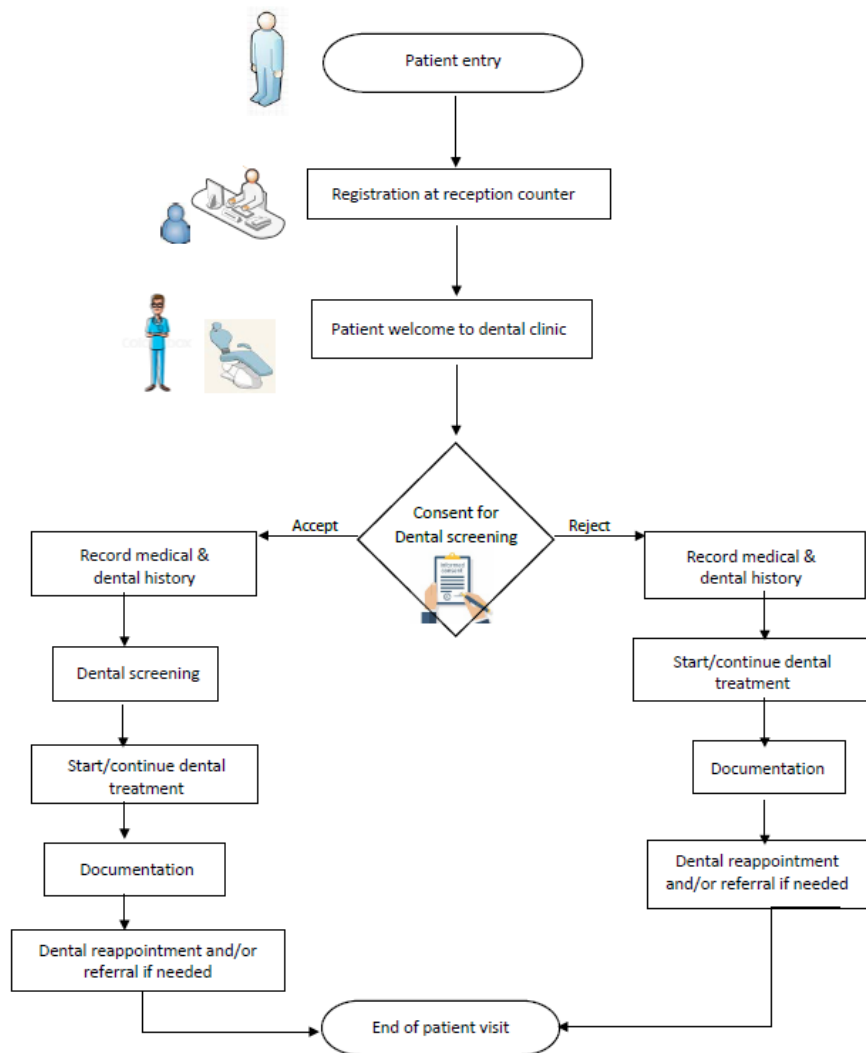 Patient entry
Registration at reception counter
Patient welcome to dental clinic
Consent for
Dental screening
Accept
Reject
Informed
consent
Record medical &
dental history
Dental screening
Start/continue dental
treatment
Documentation
Dental reappointment and/or
referral if needed
Record medical &
dental history
Start/continue dental
treatment
Documentation
Dental reappointment
and/or referral if needed
End of patient visit